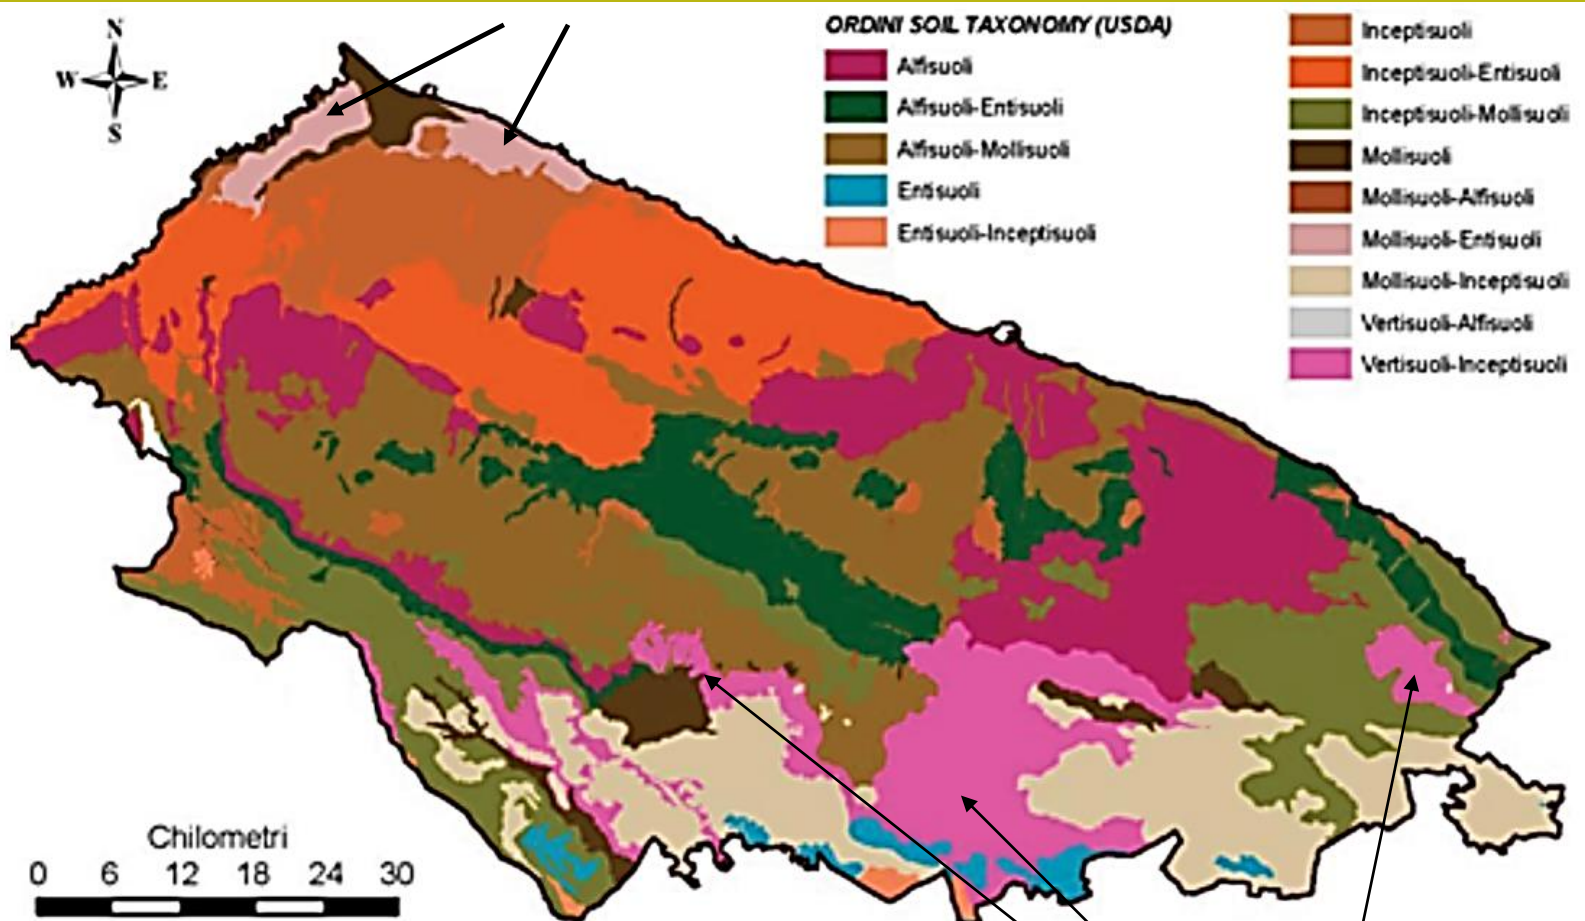 N
W E
S
ORDINI SOIL TAXONOMY (USDA)
Alfisuoli
Alfisuoli-Entisuoli
Alfisuoli-Mollisuoli
Entisuoli
Entisuoli-Inceptisuoli
Inceptisuoli
Inceptisuoli-Entisuoli
Inceptisuoli-Mollisuoli
Mollisuoli
Mollisuoli-Alfisuoli
Mollisuoli-Entisuoli
Mollisuoli-Inceptisuoli
Vertisuoli-Alfisuoli
Vertisuoli-Inceptisuoli
Chilometri
0 6 12 18 24 30